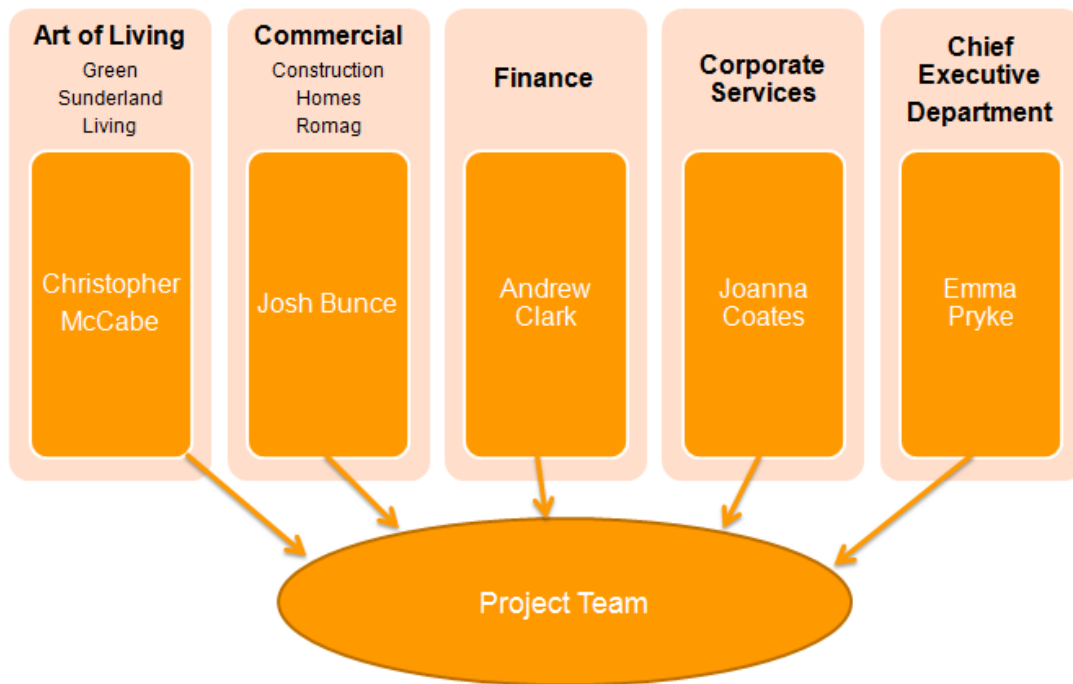 Art of Living
Green
Sunderland
Living
Christopher
McCabe
Commercial
Construction
Homes
Romag
Josh Bunce
Finance
Andrew
Clark
Corporate
Services
Joanna
Coates
Chief
Executive
Department
Emma
Pryke
Project Team